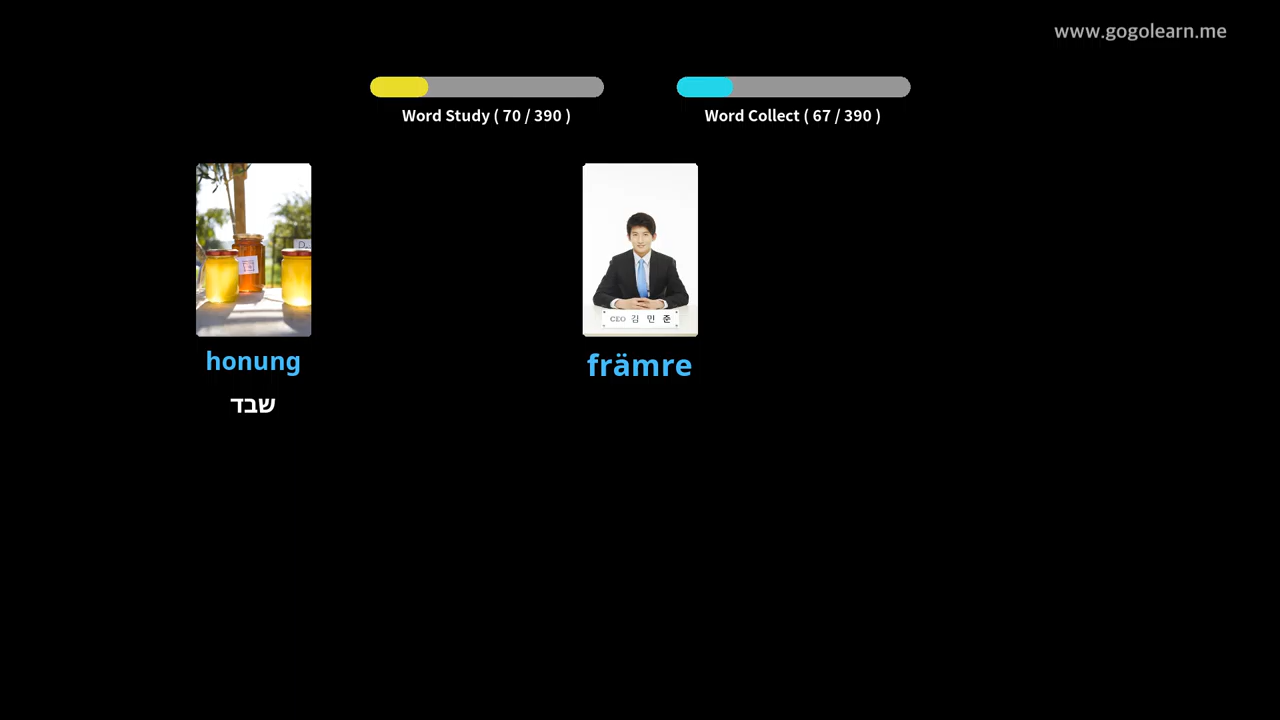 www.gogolearn.me
Word Study ( 70 / 390 )
Word Collect ( 67 / 390 )
CEO 김 민 준
honung
främre
שבד